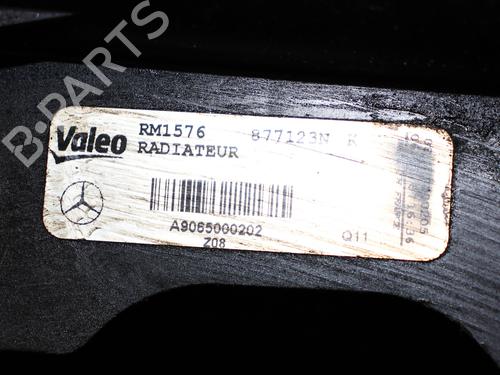 B-PARTS
Valeo
RM1576 877123N K
RADIATEUR
A9065000202
Z08
Q11